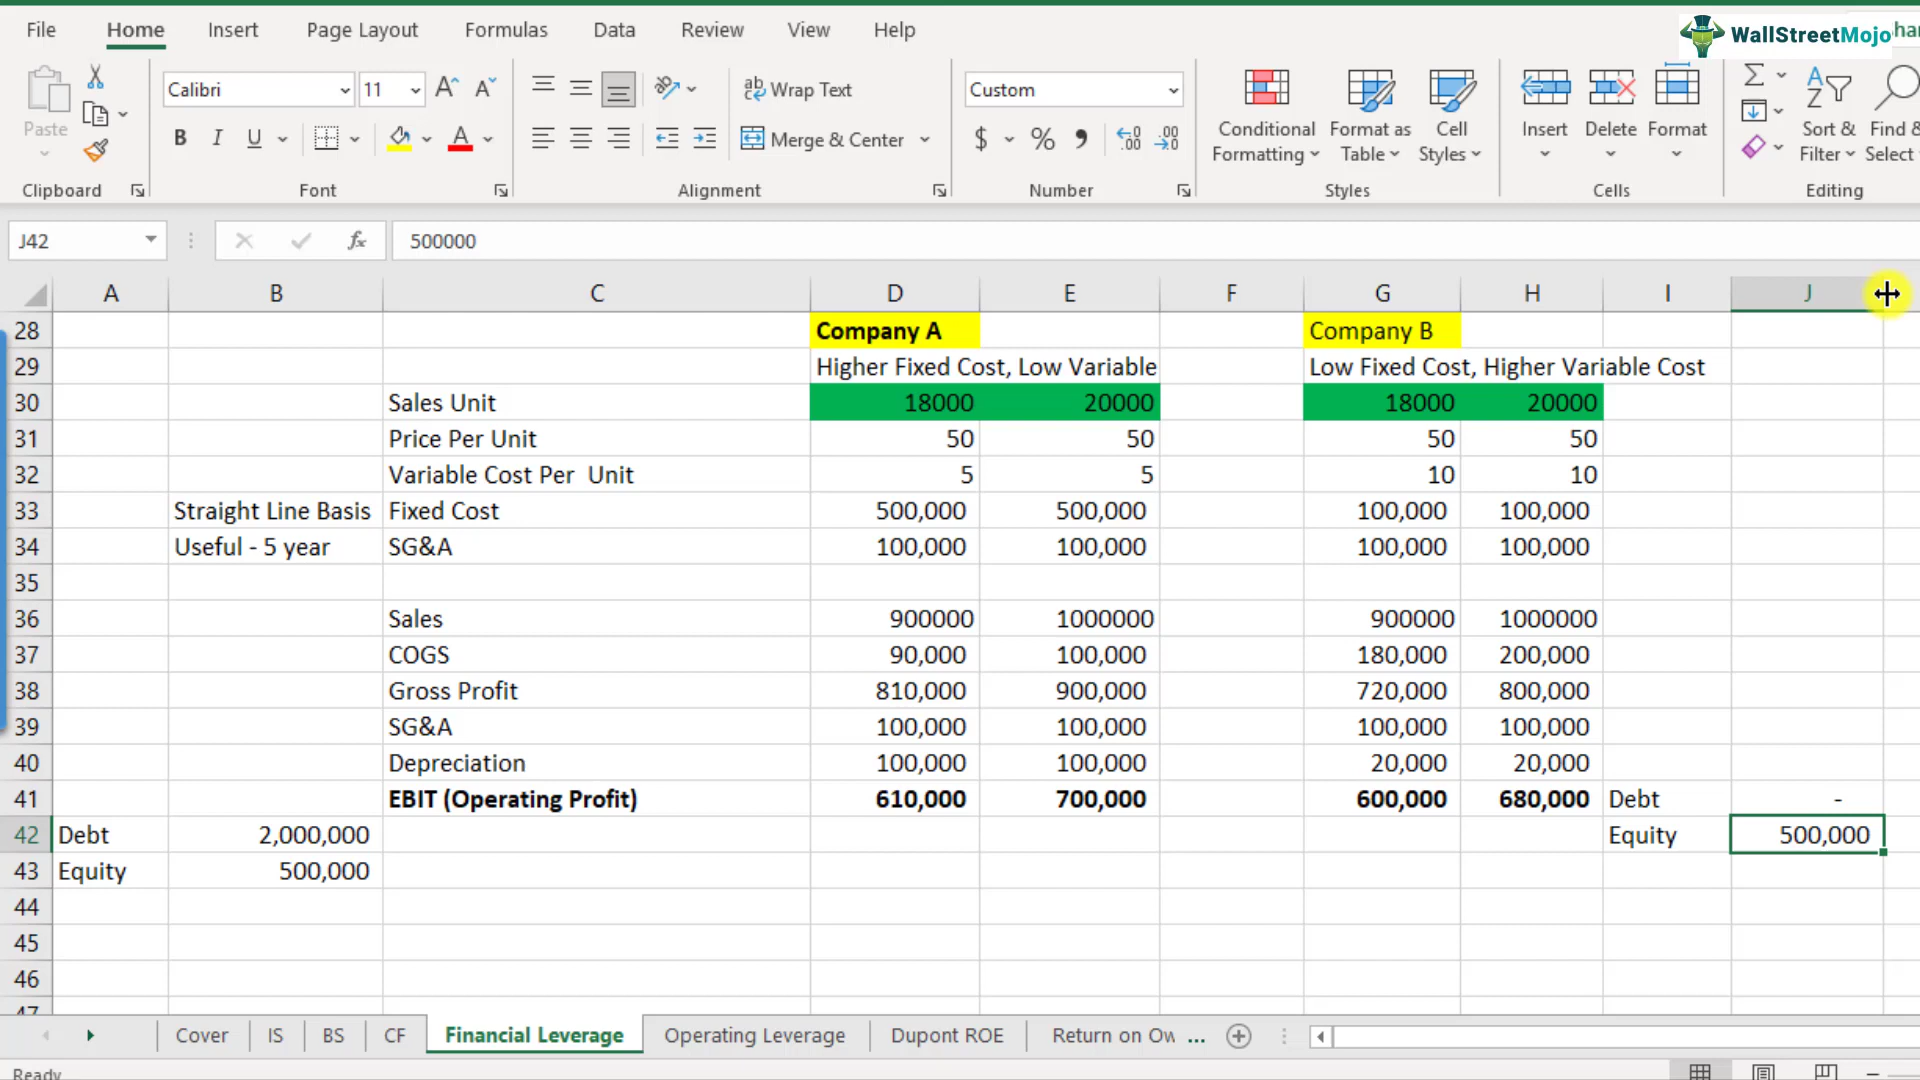 File Home Insert Page Layout Formulas Data Review View Help
WallStreetMojo
Paste
Calibri 11
Wrap Text
Merge & Center
Custom
Conditional Formatting
Format as Table
Cell Styles
Insert Delete Format
Sort & Filter
Find & Select
Clipboard Font Alignment Number Styles Cells Editing
J42 fx 500000
A B C D E F G H I J
28 Company A Company B
29 Higher Fixed Cost, Low Variable Low Fixed Cost, Higher Variable Cost
30 Sales Unit 18000 20000 18000 20000
31 Price Per Unit 50 50 50 50
32 Variable Cost Per Unit 5 5 10 10
33 Straight Line Basis Fixed Cost 500,000 500,000 100,000 100,000
34 Useful - 5 year SG&A 100,000 100,000 100,000 100,000
35
36 Sales 900000 1000000 900000 1000000
37 COGS 90,000 100,000 180,000 200,000
38 Gross Profit 810,000 900,000 720,000 800,000
39 SG&A 100,000 100,000 100,000 100,000
40 Depreciation 100,000 100,000 20,000 20,000
41 EBIT (Operating Profit) 610,000 700,000 600,000 680,000 Debt -
42 Debt 2,000,000 Equity 500,000
43 Equity 500,000
44
45
46
47
Cover IS BS CF Financial Leverage Operating Leverage Dupont ROE Return on Ow ...
Ready